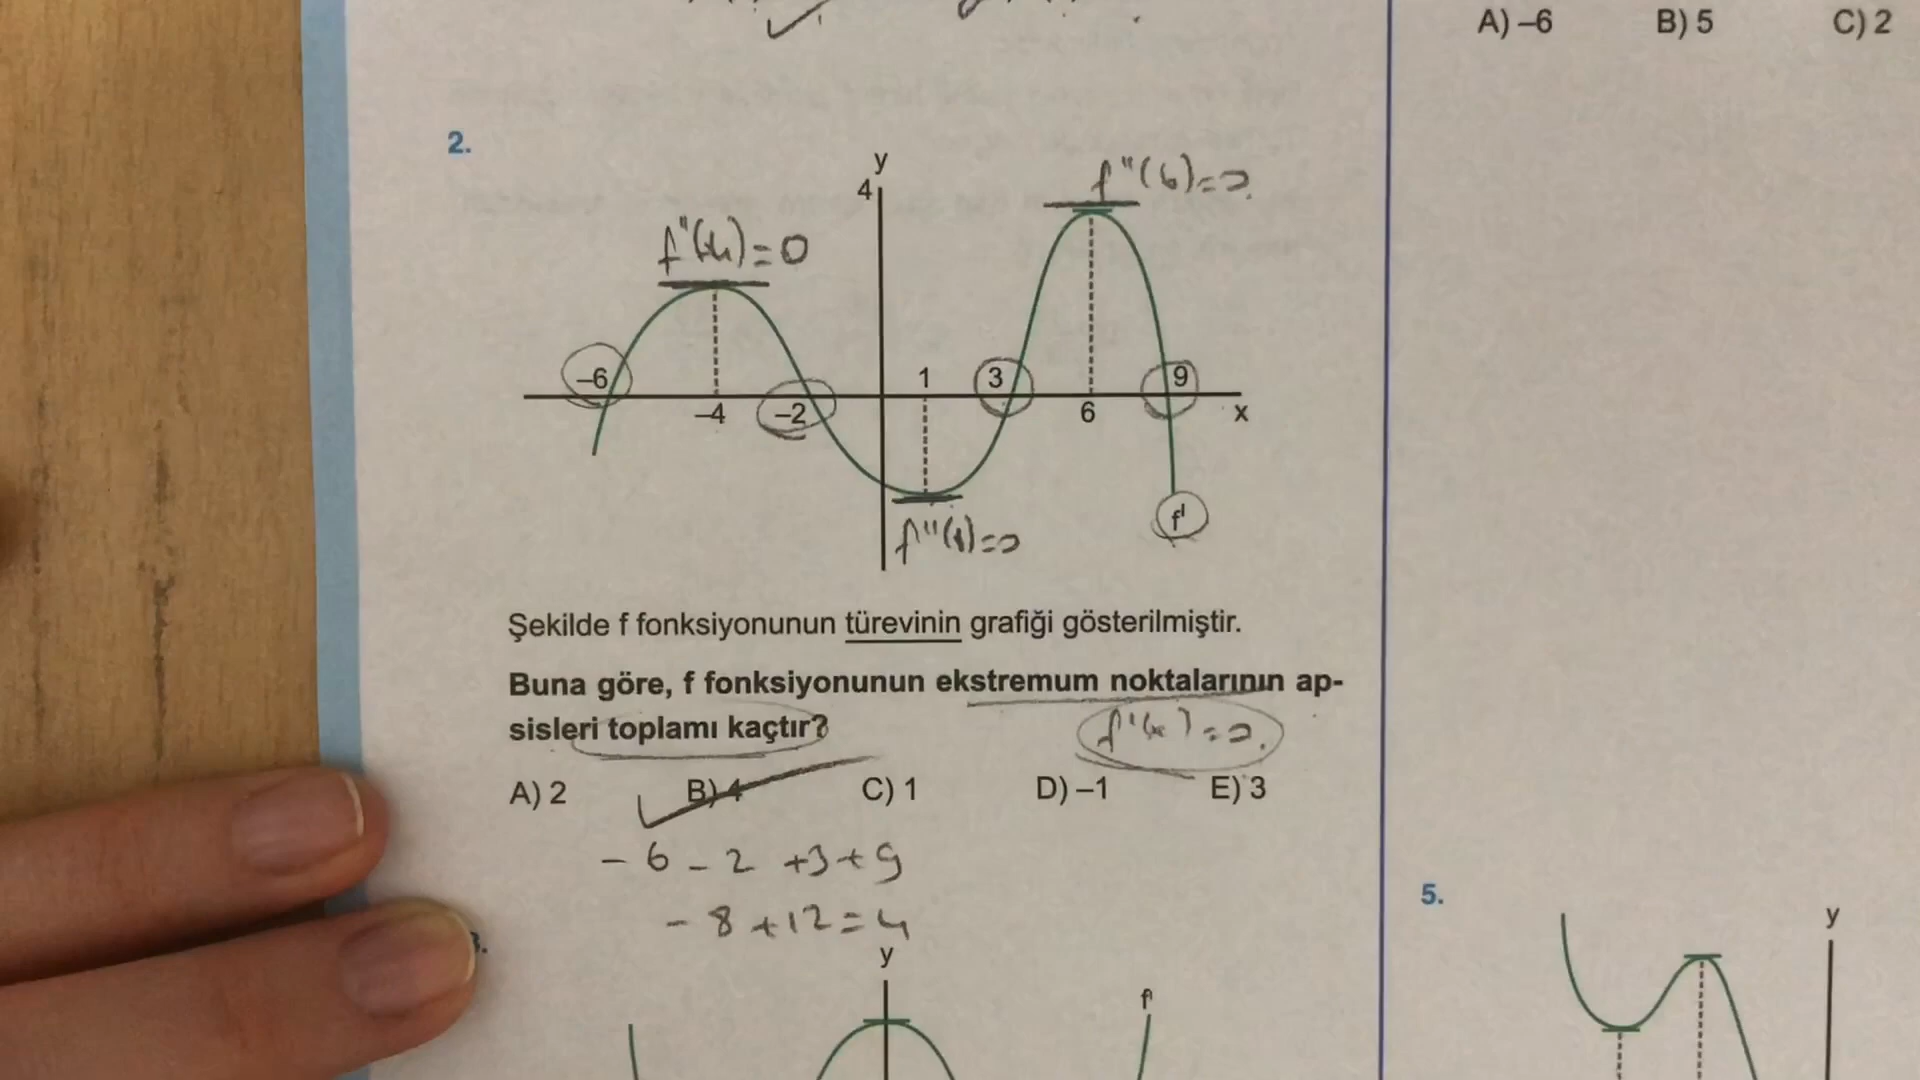 A) –6 B) 5 C) 2
2.
y
4
f''(6)=0
f''(-4)=0
–6
1
3
9
–4
–2
6
x
f'
f''(1)=0
Şekilde f fonksiyonunun türevinin grafiği gösterilmiştir.
Buna göre, f fonksiyonunun ekstremum noktalarının ap-
sisleri toplamı kaçtır?
f'(x)=0.
A) 2 B) 4 C) 1 D) –1 E) 3
- 6 - 2 +3+9
- 8 +12=4
y
5.
y